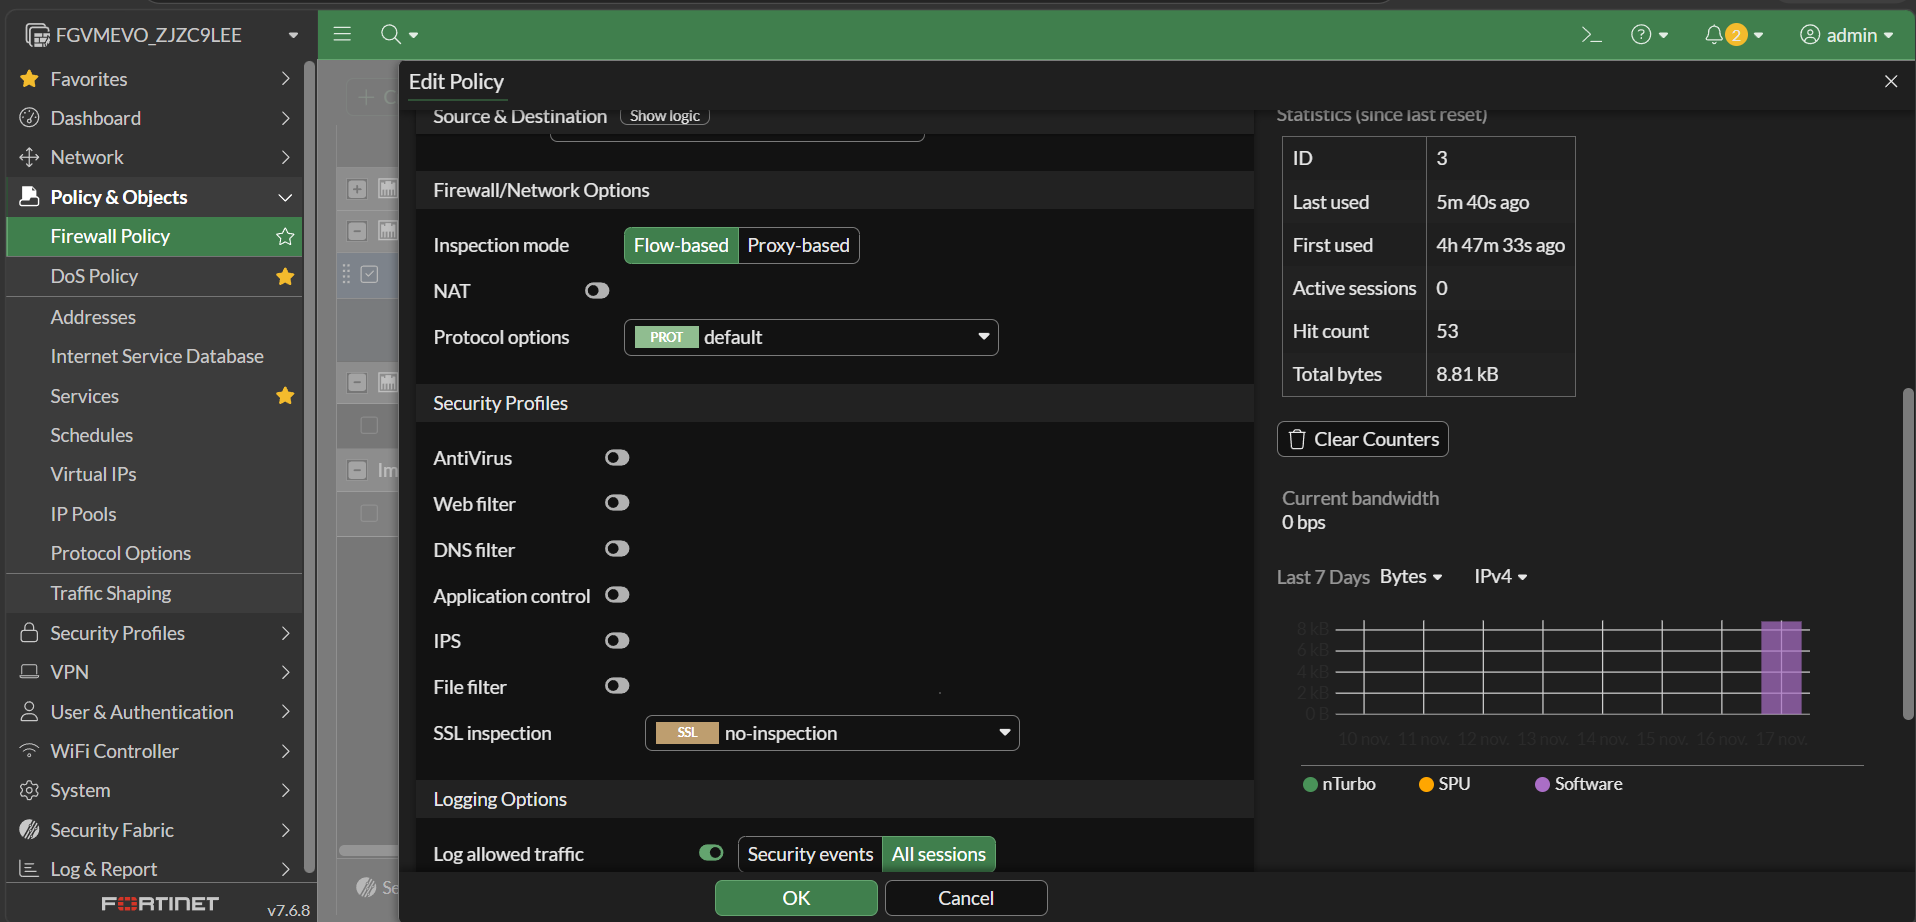 FGVMEVO_ZJZC9LEE
2
admin
Favorites
Dashboard
Network
Policy & Objects
Firewall Policy
DoS Policy
Addresses
Internet Service Database
Services
Schedules
Virtual IPs
IP Pools
Protocol Options
Traffic Shaping
Security Profiles
VPN
User & Authentication
WiFi Controller
System
Security Fabric
Log & Report
FORTINET
v7.6.8
Edit Policy
Source & Destination Show logic
Firewall/Network Options
Inspection mode Flow-based Proxy-based
NAT
Protocol options PROT default
Security Profiles
AntiVirus
Web filter
DNS filter
Application control
IPS
File filter
SSL inspection SSL no-inspection
Logging Options
Log allowed traffic Security events All sessions
OK Cancel
Statistics (since last reset)
ID 3
Last used 5m 40s ago
First used 4h 47m 33s ago
Active sessions 0
Hit count 53
Total bytes 8.81 kB
Clear Counters
Current bandwidth
0 bps
Last 7 Days Bytes IPv4
8 kB
6 kB
4 kB
2 kB
0 B
10 nov. 11 nov. 12 nov. 13 nov. 14 nov. 15 nov. 16 nov. 17 nov.
nTurbo SPU Software